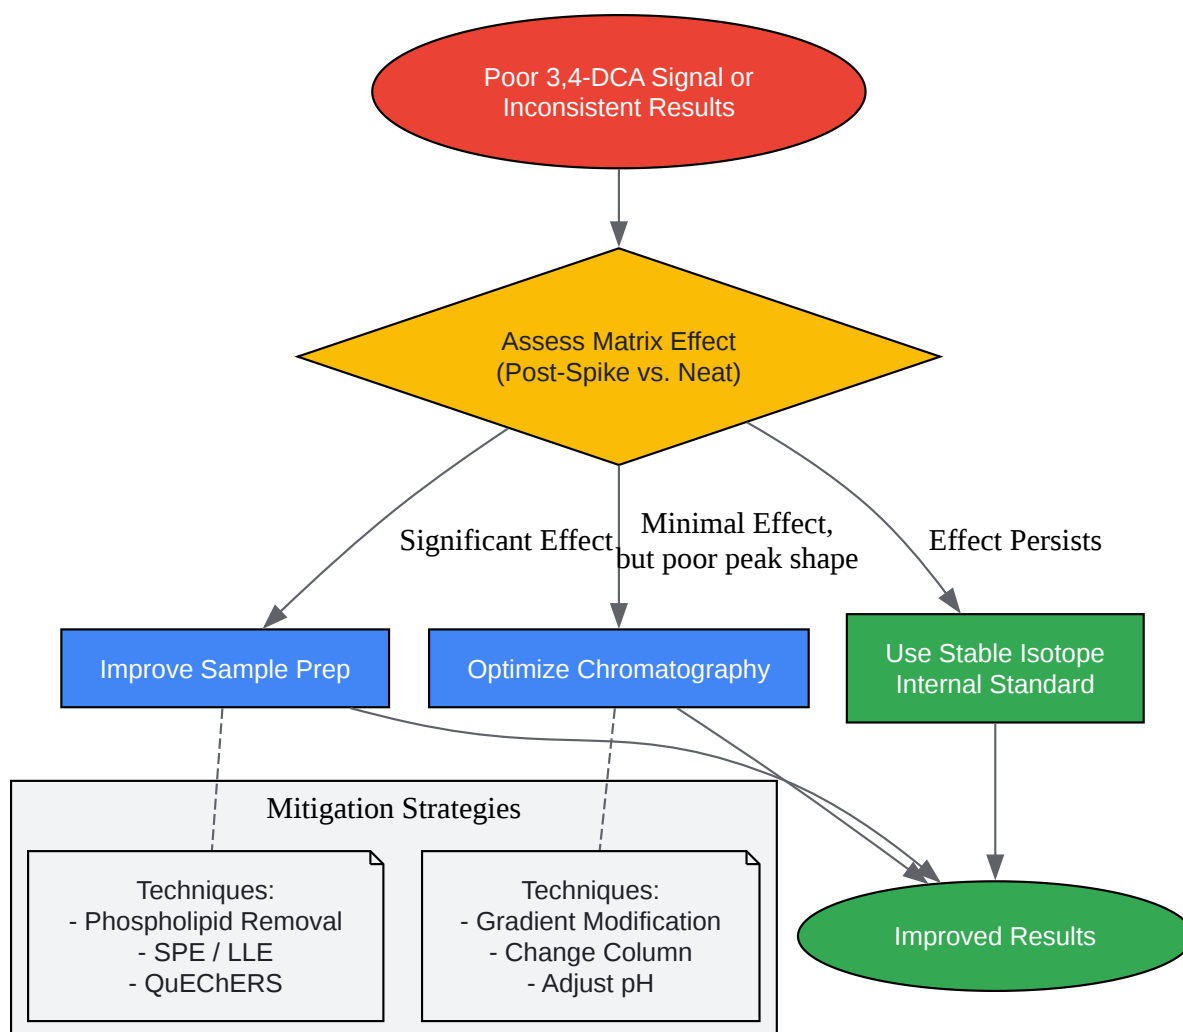 Poor 3,4-DCA Signal or
Inconsistent Results
Assess Matrix Effect
(Post-Spike vs. Neat)
Significant Effect
Minimal Effect,
but poor peak shape
Effect Persists
Improve Sample Prep
Optimize Chromatography
Use Stable Isotope
Internal Standard
Mitigation Strategies
Techniques:
- Phospholipid Removal
- SPE / LLE
- QuEChERS
Techniques:
- Gradient Modification
- Change Column
- Adjust pH
Improved Results